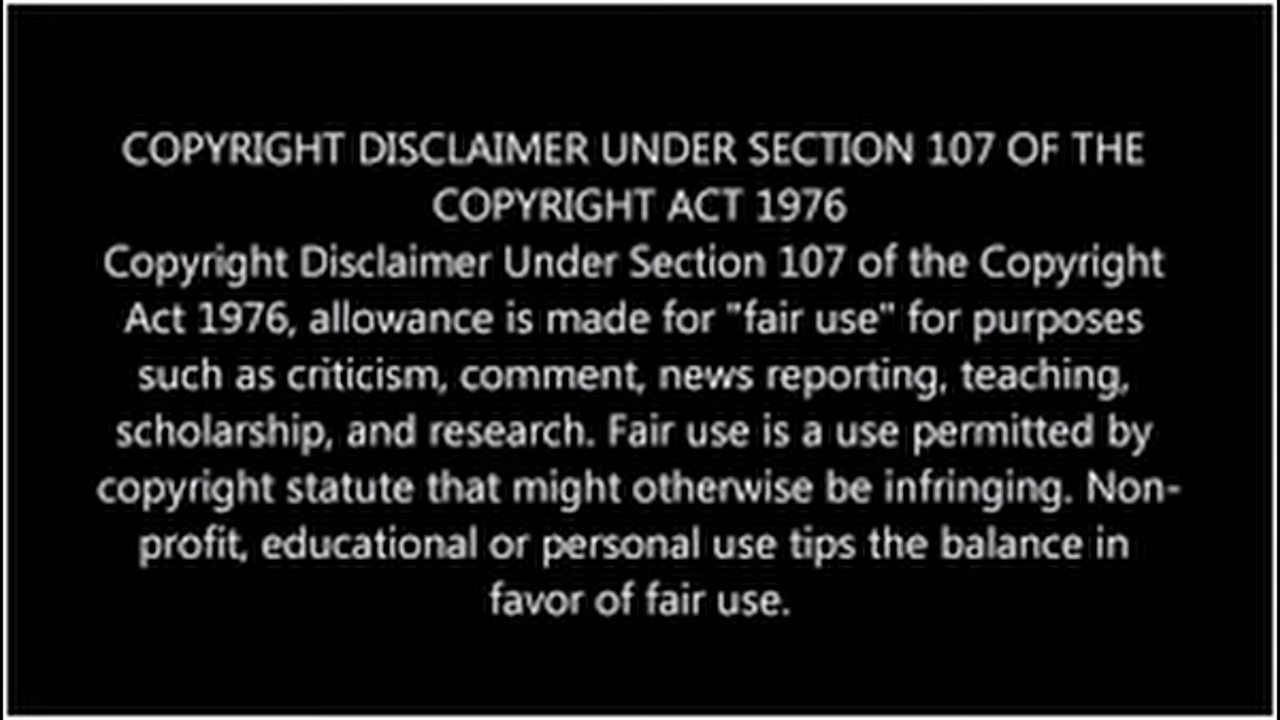 COPYRIGHT DISCLAIMER UNDER SECTION 107 OF THE
COPYRIGHT ACT 1976
Copyright Disclaimer Under Section 107 of the Copyright
Act 1976, allowance is made for "fair use" for purposes
such as criticism, comment, news reporting, teaching,
scholarship, and research. Fair use is a use permitted by
copyright statute that might otherwise be infringing. Non-
profit, educational or personal use tips the balance in
favor of fair use.